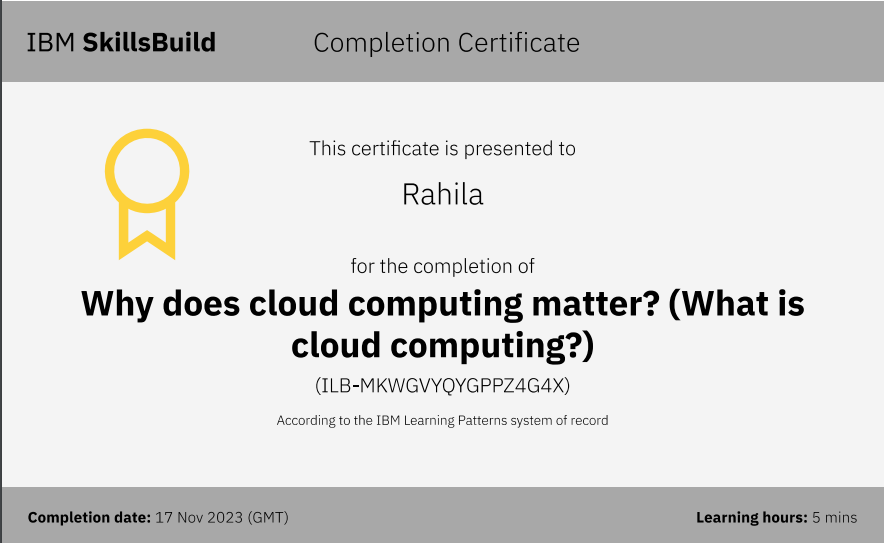 IBM SkillsBuild
Completion Certificate
This certificate is presented to
Rahila
for the completion of
Why does cloud computing matter? (What is
cloud computing?)
(ILB-MKWGVYQYGPPZ4G4X)
According to the IBM Learning Patterns system of record
Completion date: 17 Nov 2023 (GMT)
Learning hours: 5 mins